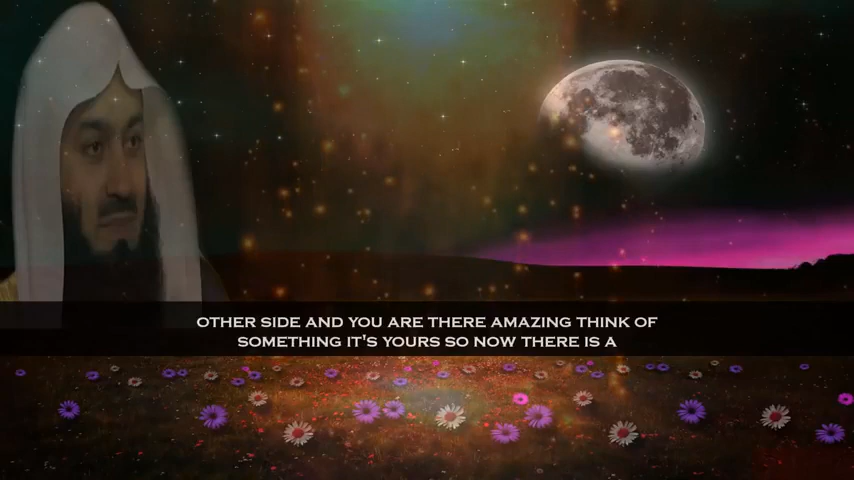 OTHER SIDE AND YOU ARE THERE AMAZING THINK OF
SOMETHING IT'S YOURS SO NOW THERE IS A